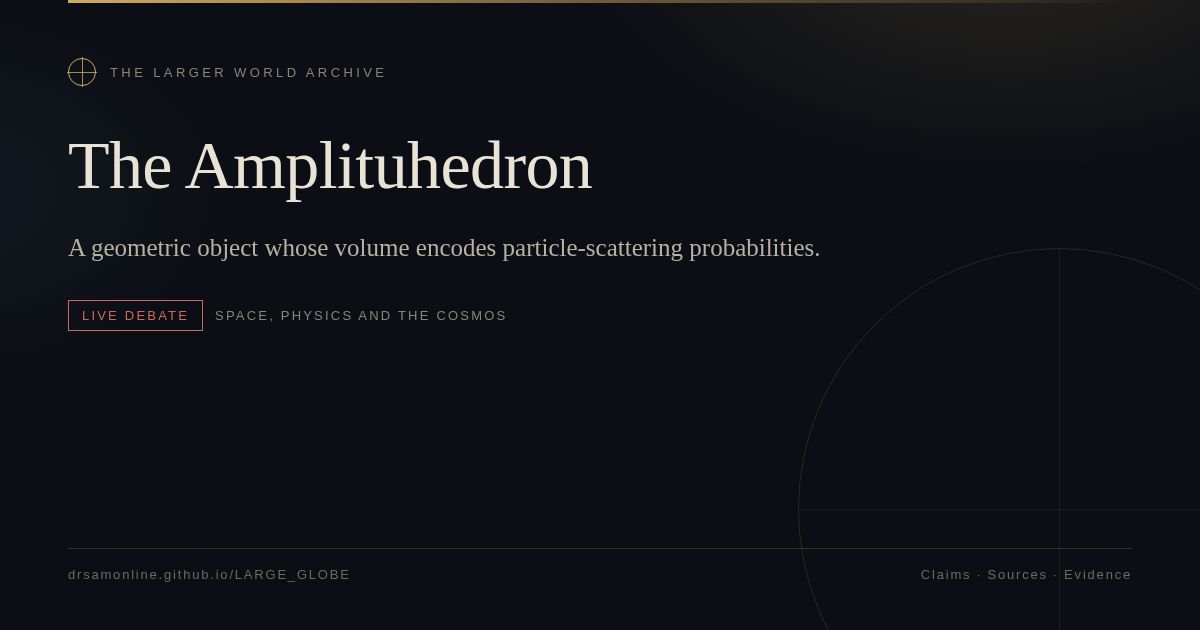 THE LARGER WORLD ARCHIVE
The Amplituhedron
A geometric object whose volume encodes particle-scattering probabilities.
LIVE DEBATE SPACE, PHYSICS AND THE COSMOS
drsamonline.github.io/LARGE_GLOBE Claims · Sources · Evidence